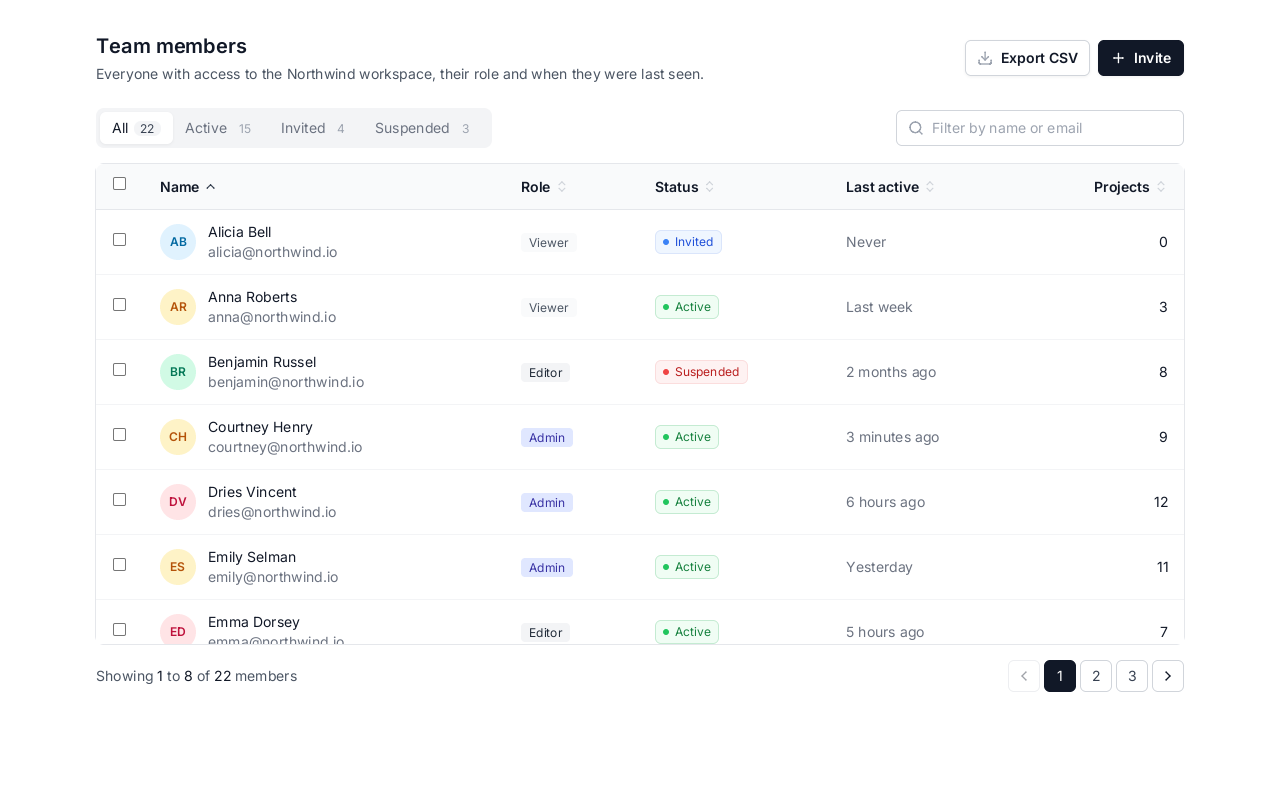 Team members
Everyone with access to the Northwind workspace, their role and when they were last seen.
Export CSV
Invite
All 22 Active 15 Invited 4 Suspended 3
Filter by name or email
Name Role Status Last active Projects
AB Alicia Bell Viewer Invited Never 0
alicia@northwind.io
AR Anna Roberts Viewer Active Last week 3
anna@northwind.io
BR Benjamin Russel Editor Suspended 2 months ago 8
benjamin@northwind.io
CH Courtney Henry Admin Active 3 minutes ago 9
courtney@northwind.io
DV Dries Vincent Admin Active 6 hours ago 12
dries@northwind.io
ES Emily Selman Admin Active Yesterday 11
emily@northwind.io
ED Emma Dorsey Editor Active 5 hours ago 7
emma@northwind.io
Showing 1 to 8 of 22 members
1 2 3